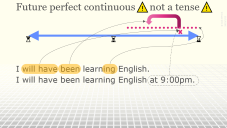 Future perfect continuous ⚠ not a tense ⚠
I will have been learning English.
I will have been learning English at 9:00pm.